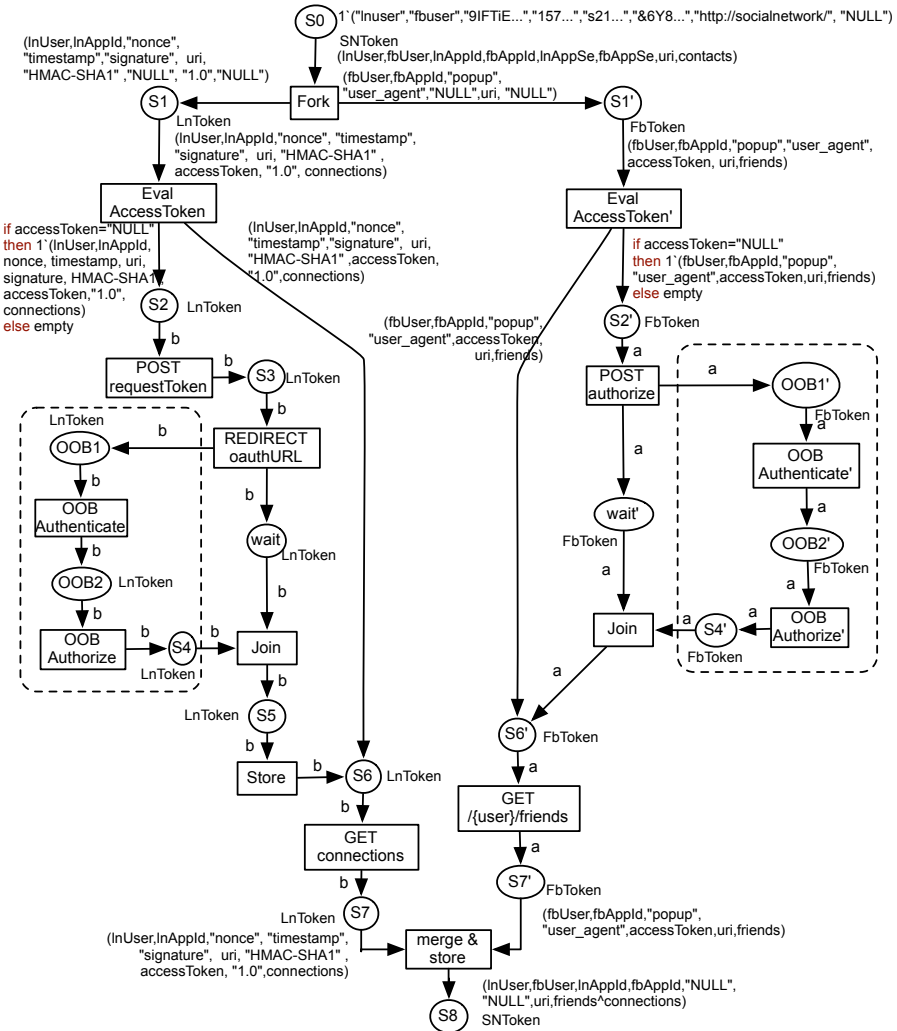 S0
1`("lnuser","fbuser","9IFTiE...","157...","s21...","&6Y8...","http://socialnetwork/", "NULL")
SNToken
(lnUser,fbUser,lnAppId,fbAppId,lnAppSe,fbAppSe,uri,contacts)
(lnUser,lnAppId,"nonce",
"timestamp","signature", uri,
"HMAC-SHA1" ,"NULL", "1.0","NULL")
(fbUser,fbAppId,"popup",
"user_agent","NULL",uri, "NULL")
S1
Fork
S1'
LnToken
(lnUser,lnAppId,"nonce", "timestamp",
"signature", uri, "HMAC-SHA1" ,
accessToken, "1.0", connections)
FbToken
(fbUser,fbAppId,"popup","user_agent",
accessToken, uri,friends)
Eval
AccessToken
Eval
AccessToken'
if accessToken="NULL"
then 1`(lnUser,lnAppId,
nonce, timestamp, uri,
signature, HMAC-SHA1,
accessToken,"1.0",
connections)
else empty
(lnUser,lnAppId,"nonce",
"timestamp","signature", uri,
"HMAC-SHA1" ,accessToken,
"1.0",connections)
if accessToken="NULL"
then 1`(fbUser,fbAppId,"popup",
"user_agent",accessToken,uri,friends)
else empty
S2
LnToken
(fbUser,fbAppId,"popup",
"user_agent",accessToken,
uri,friends)
S2'
FbToken
b
a
POST
requestToken
b
S3
LnToken
POST
authorize
a
OOB1'
FbToken
b
a
LnToken
OOB1
b
REDIRECT
oauthURL
a
OOB
Authenticate'
b
b
a
OOB
Authenticate
wait
LnToken
wait'
FbToken
OOB2'
FbToken
b
OOB2
LnToken
b
a
a
b
OOB
Authorize
b
S4
LnToken
b
Join
Join
a
S4'
FbToken
a
OOB
Authorize'
b
a
LnToken
S5
S6'
FbToken
b
a
Store
b
S6
LnToken
GET
/{user}/friends
b
GET
connections
a
b
S7'
FbToken
LnToken
S7
(lnUser,lnAppId,"nonce", "timestamp",
"signature", uri, "HMAC-SHA1" ,
accessToken, "1.0",connections)
(fbUser,fbAppId,"popup",
"user_agent",accessToken,uri,friends)
merge &
store
(lnUser,fbUser,lnAppId,fbAppId,"NULL",
"NULL",uri,friends^connections)
S8
SNToken